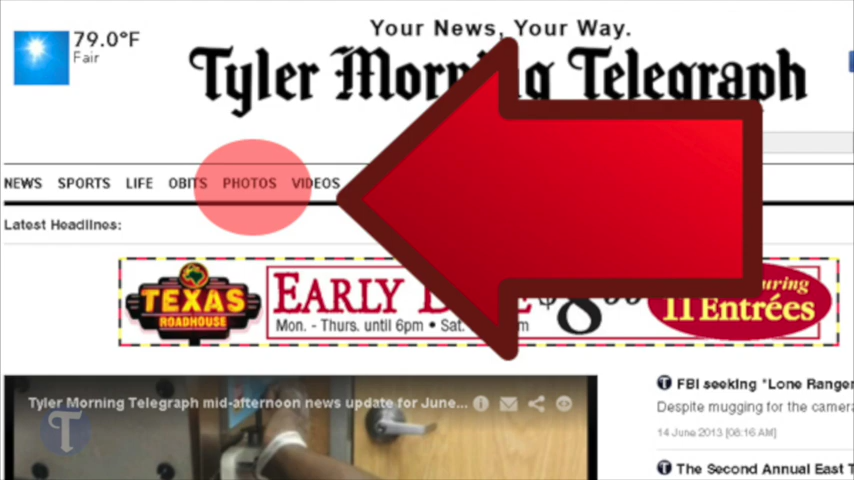 Your News, Your Way.
79.0°F
Fair
Tyler Morning Telegraph
NEWS SPORTS LIFE OBITS PHOTOS VIDEOS
Latest Headlines:
TEXAS
ROADHOUSE
EARLY
Mon. - Thurs. until 6pm • Sat.
11 Entrées
Tyler Morning Telegraph mid-afternoon news update for June...
T
FBI seeking "Lone Ranger
Despite mugging for the camera
14 June 2013 [08:16 AM]
The Second Annual East T